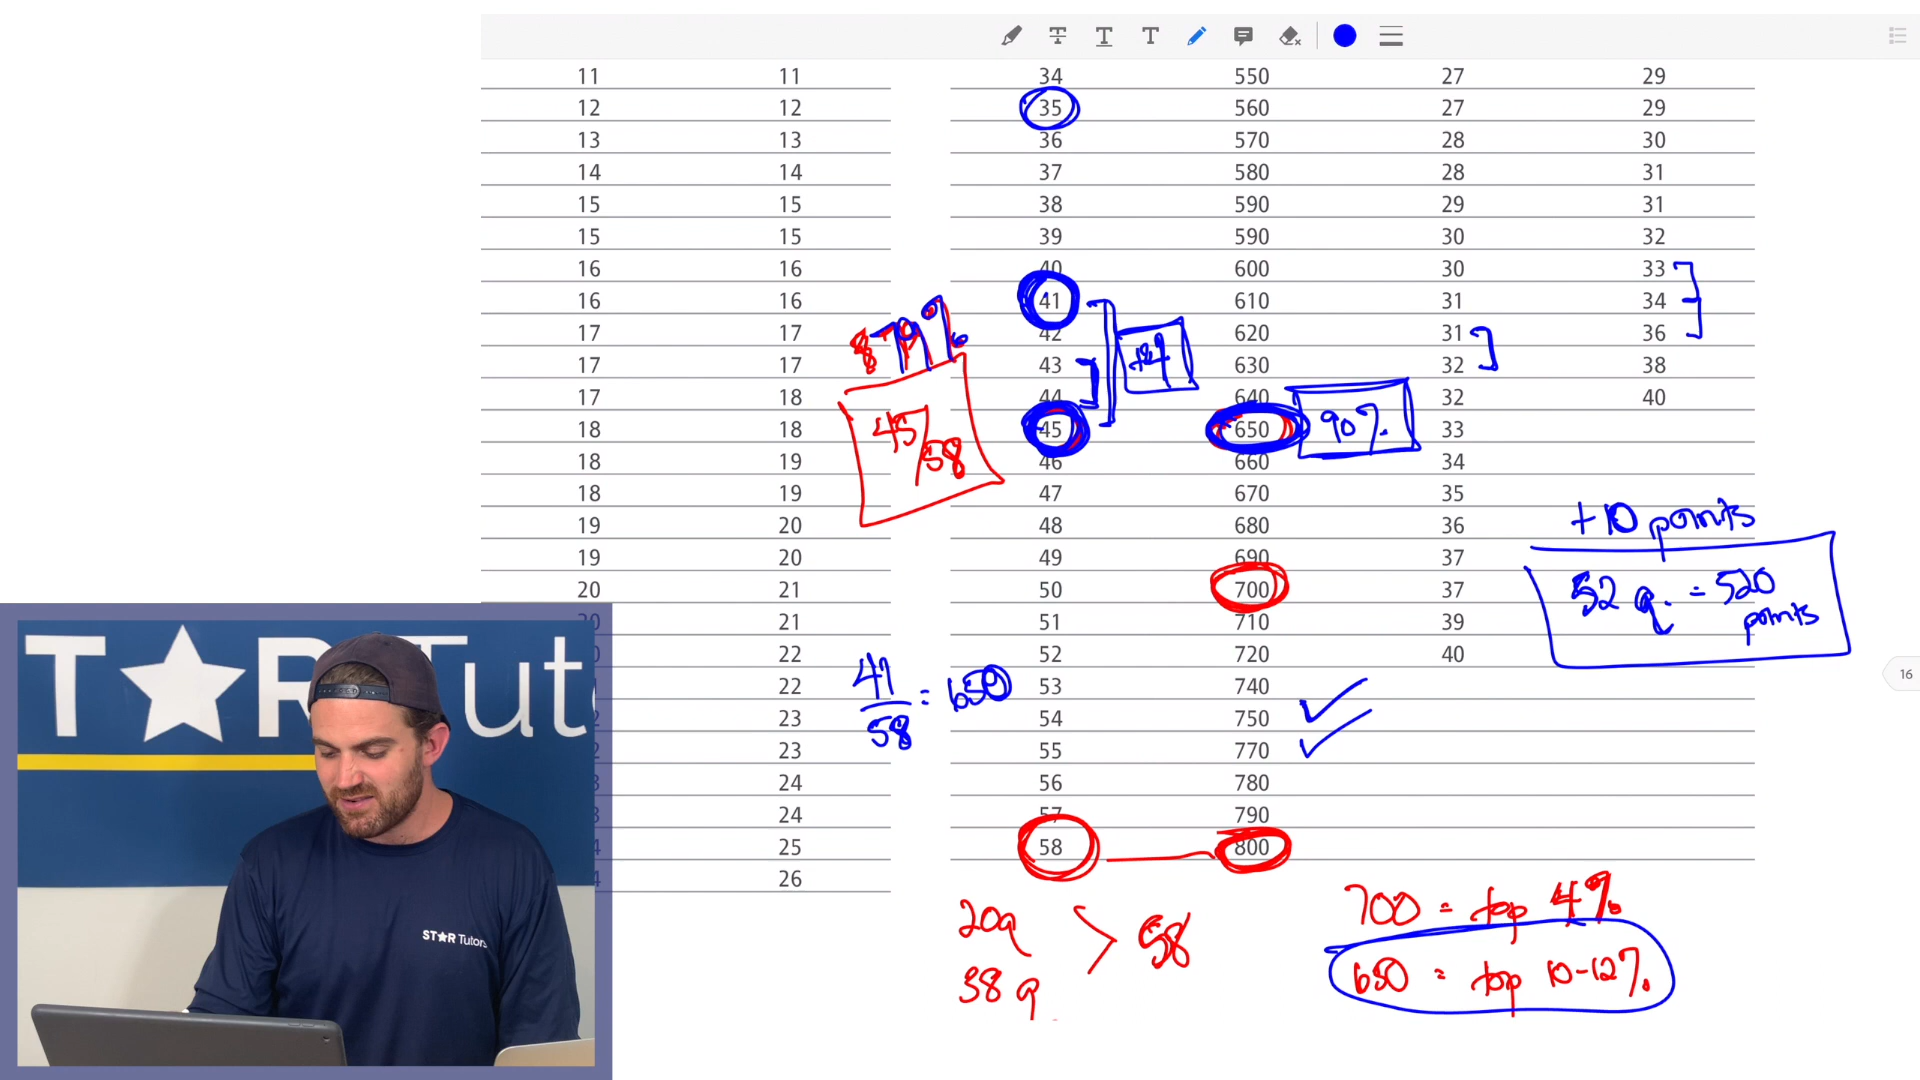 11 11 34 550 27 29
12 12 35 560 27 29
13 13 36 570 28 30
14 14 37 580 28 31
15 15 38 590 29 31
15 15 39 590 30 32
16 16 40 600 30 33
16 16 41 610 31 34
17 17 42 620 31 36
17 17 43 630 32 38
17 18 44 640 32 40
18 18 45 650 33
18 19 46 660 34
18 19 47 670 35
19 20 48 680 36
19 20 49 690 37
20 21 50 700 37
21 51 710 39
22 52 720 40
22 53 740
23 54 750
23 55 770
24 56 780
24 57 790
25 58 800
26
45/58
+4
90%
+10 points
52 q. = 520
points
41/58 = 650
20q
38q
> 58
700 = top 4%
650 = top 10-12%
16
T★R Tut
ST★R Tutors